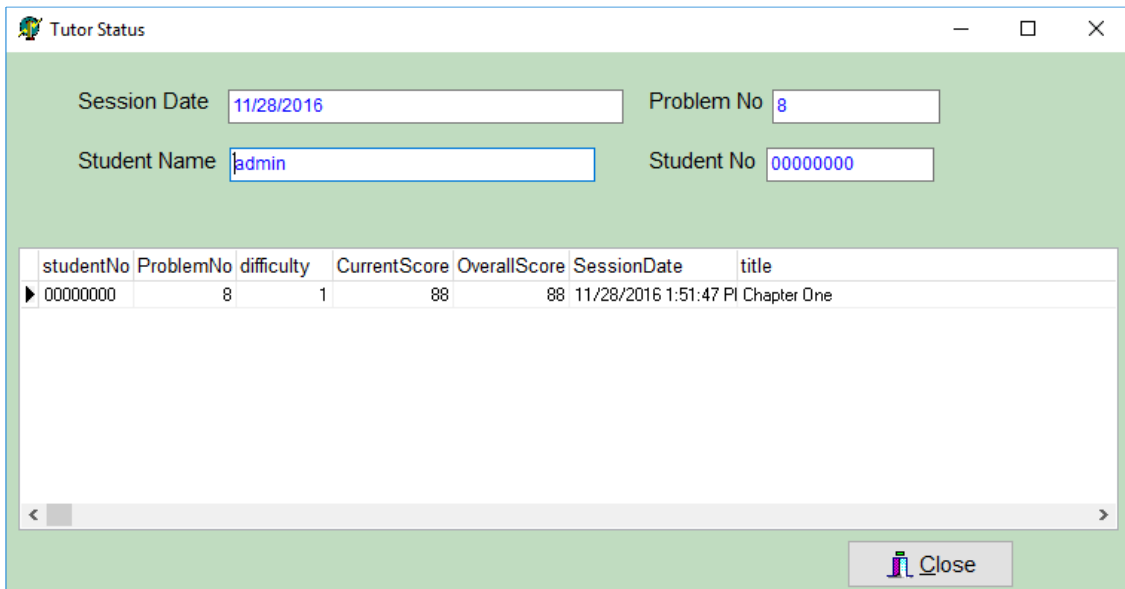 Tutor Status
Session Date 11/28/2016 Problem No 8
Student Name admin Student No 00000000
studentNo ProblemNo difficulty CurrentScore OverallScore SessionDate title
00000000 8 1 88 88 11/28/2016 1:51:47 P Chapter One
Close